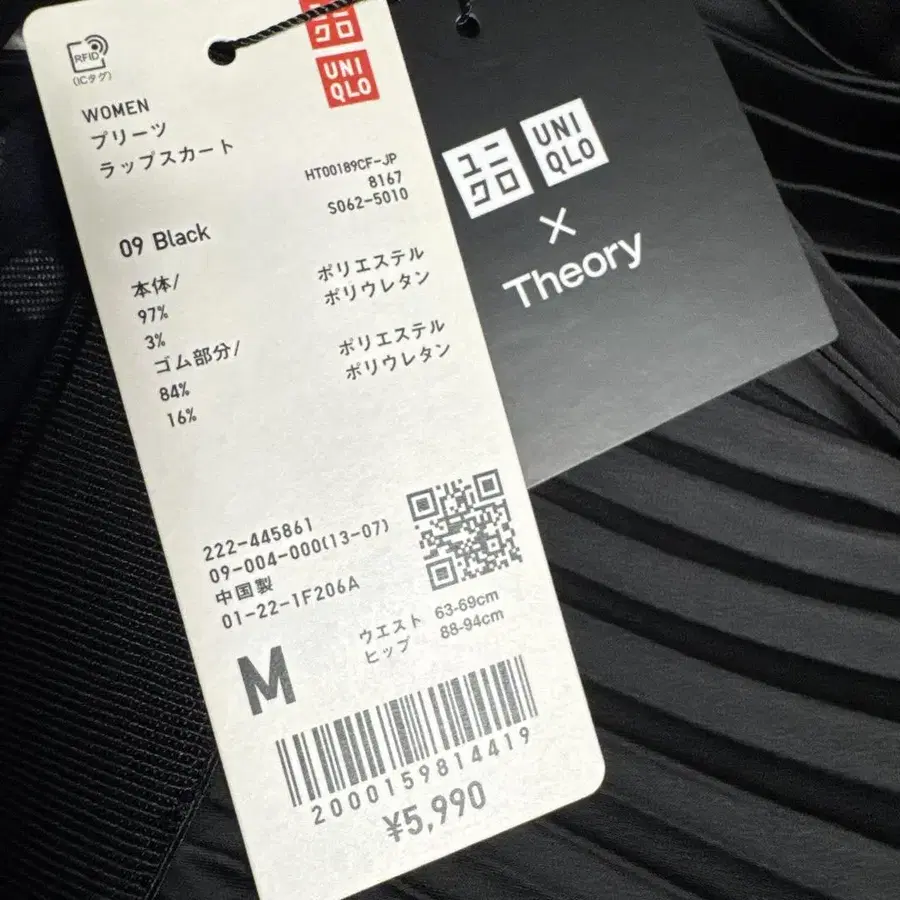 RFID
(ICタグ)
ユニ
クロ
UNI
QLO
WOMEN
プリーツ
ラップスカート
HT00189CF-JP
8167
S062-5010
09 Black
本体/
97% ポリエステル
3% ポリウレタン
ゴム部分/
84% ポリエステル
16% ポリウレタン
222-445861
09-004-000(13-07)
中国製
01-22-1F206A
M
ウエスト 63-69cm
ヒップ 88-94cm
2000159814419
¥5,990
ユニ
クロ
UNI
QLO
×
Theory